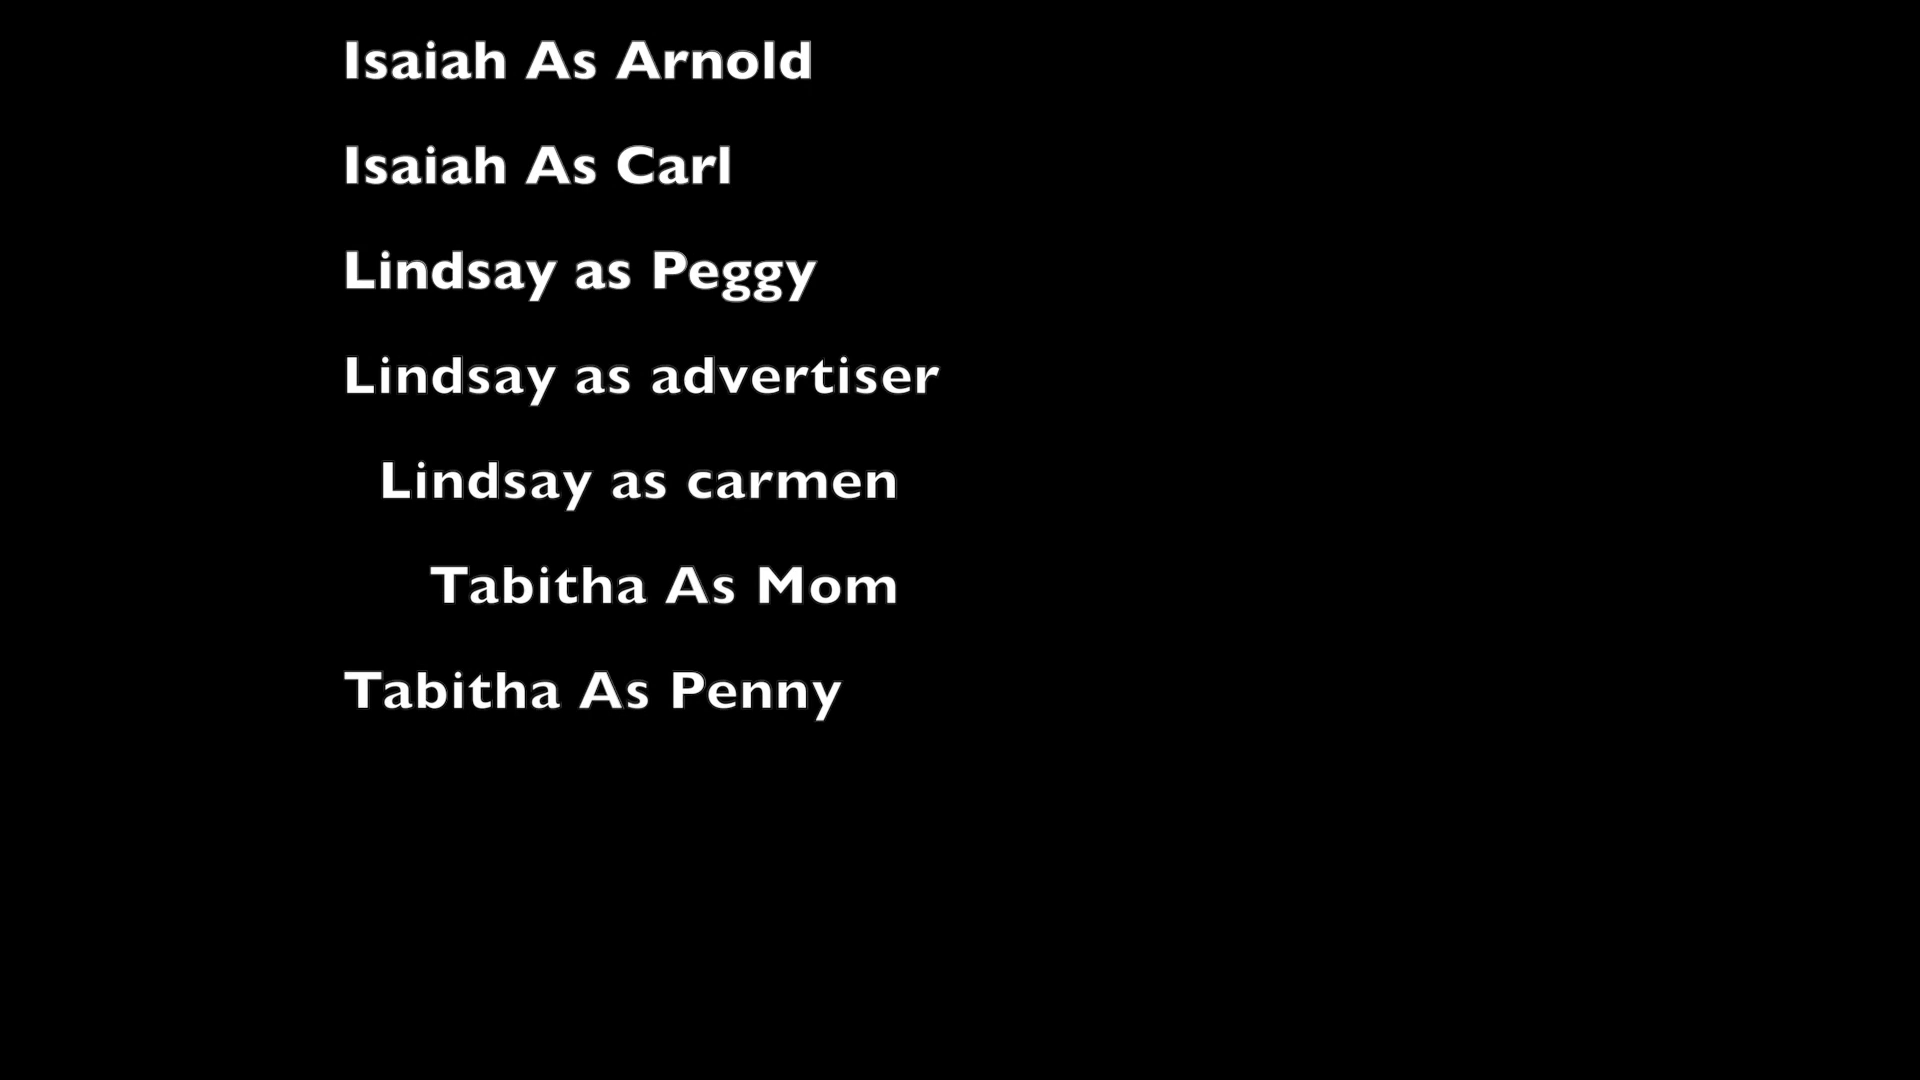 Isaiah As Arnold
Isaiah As Carl
Lindsay as Peggy
Lindsay as advertiser
Lindsay as carmen
Tabitha As Mom
Tabitha As Penny